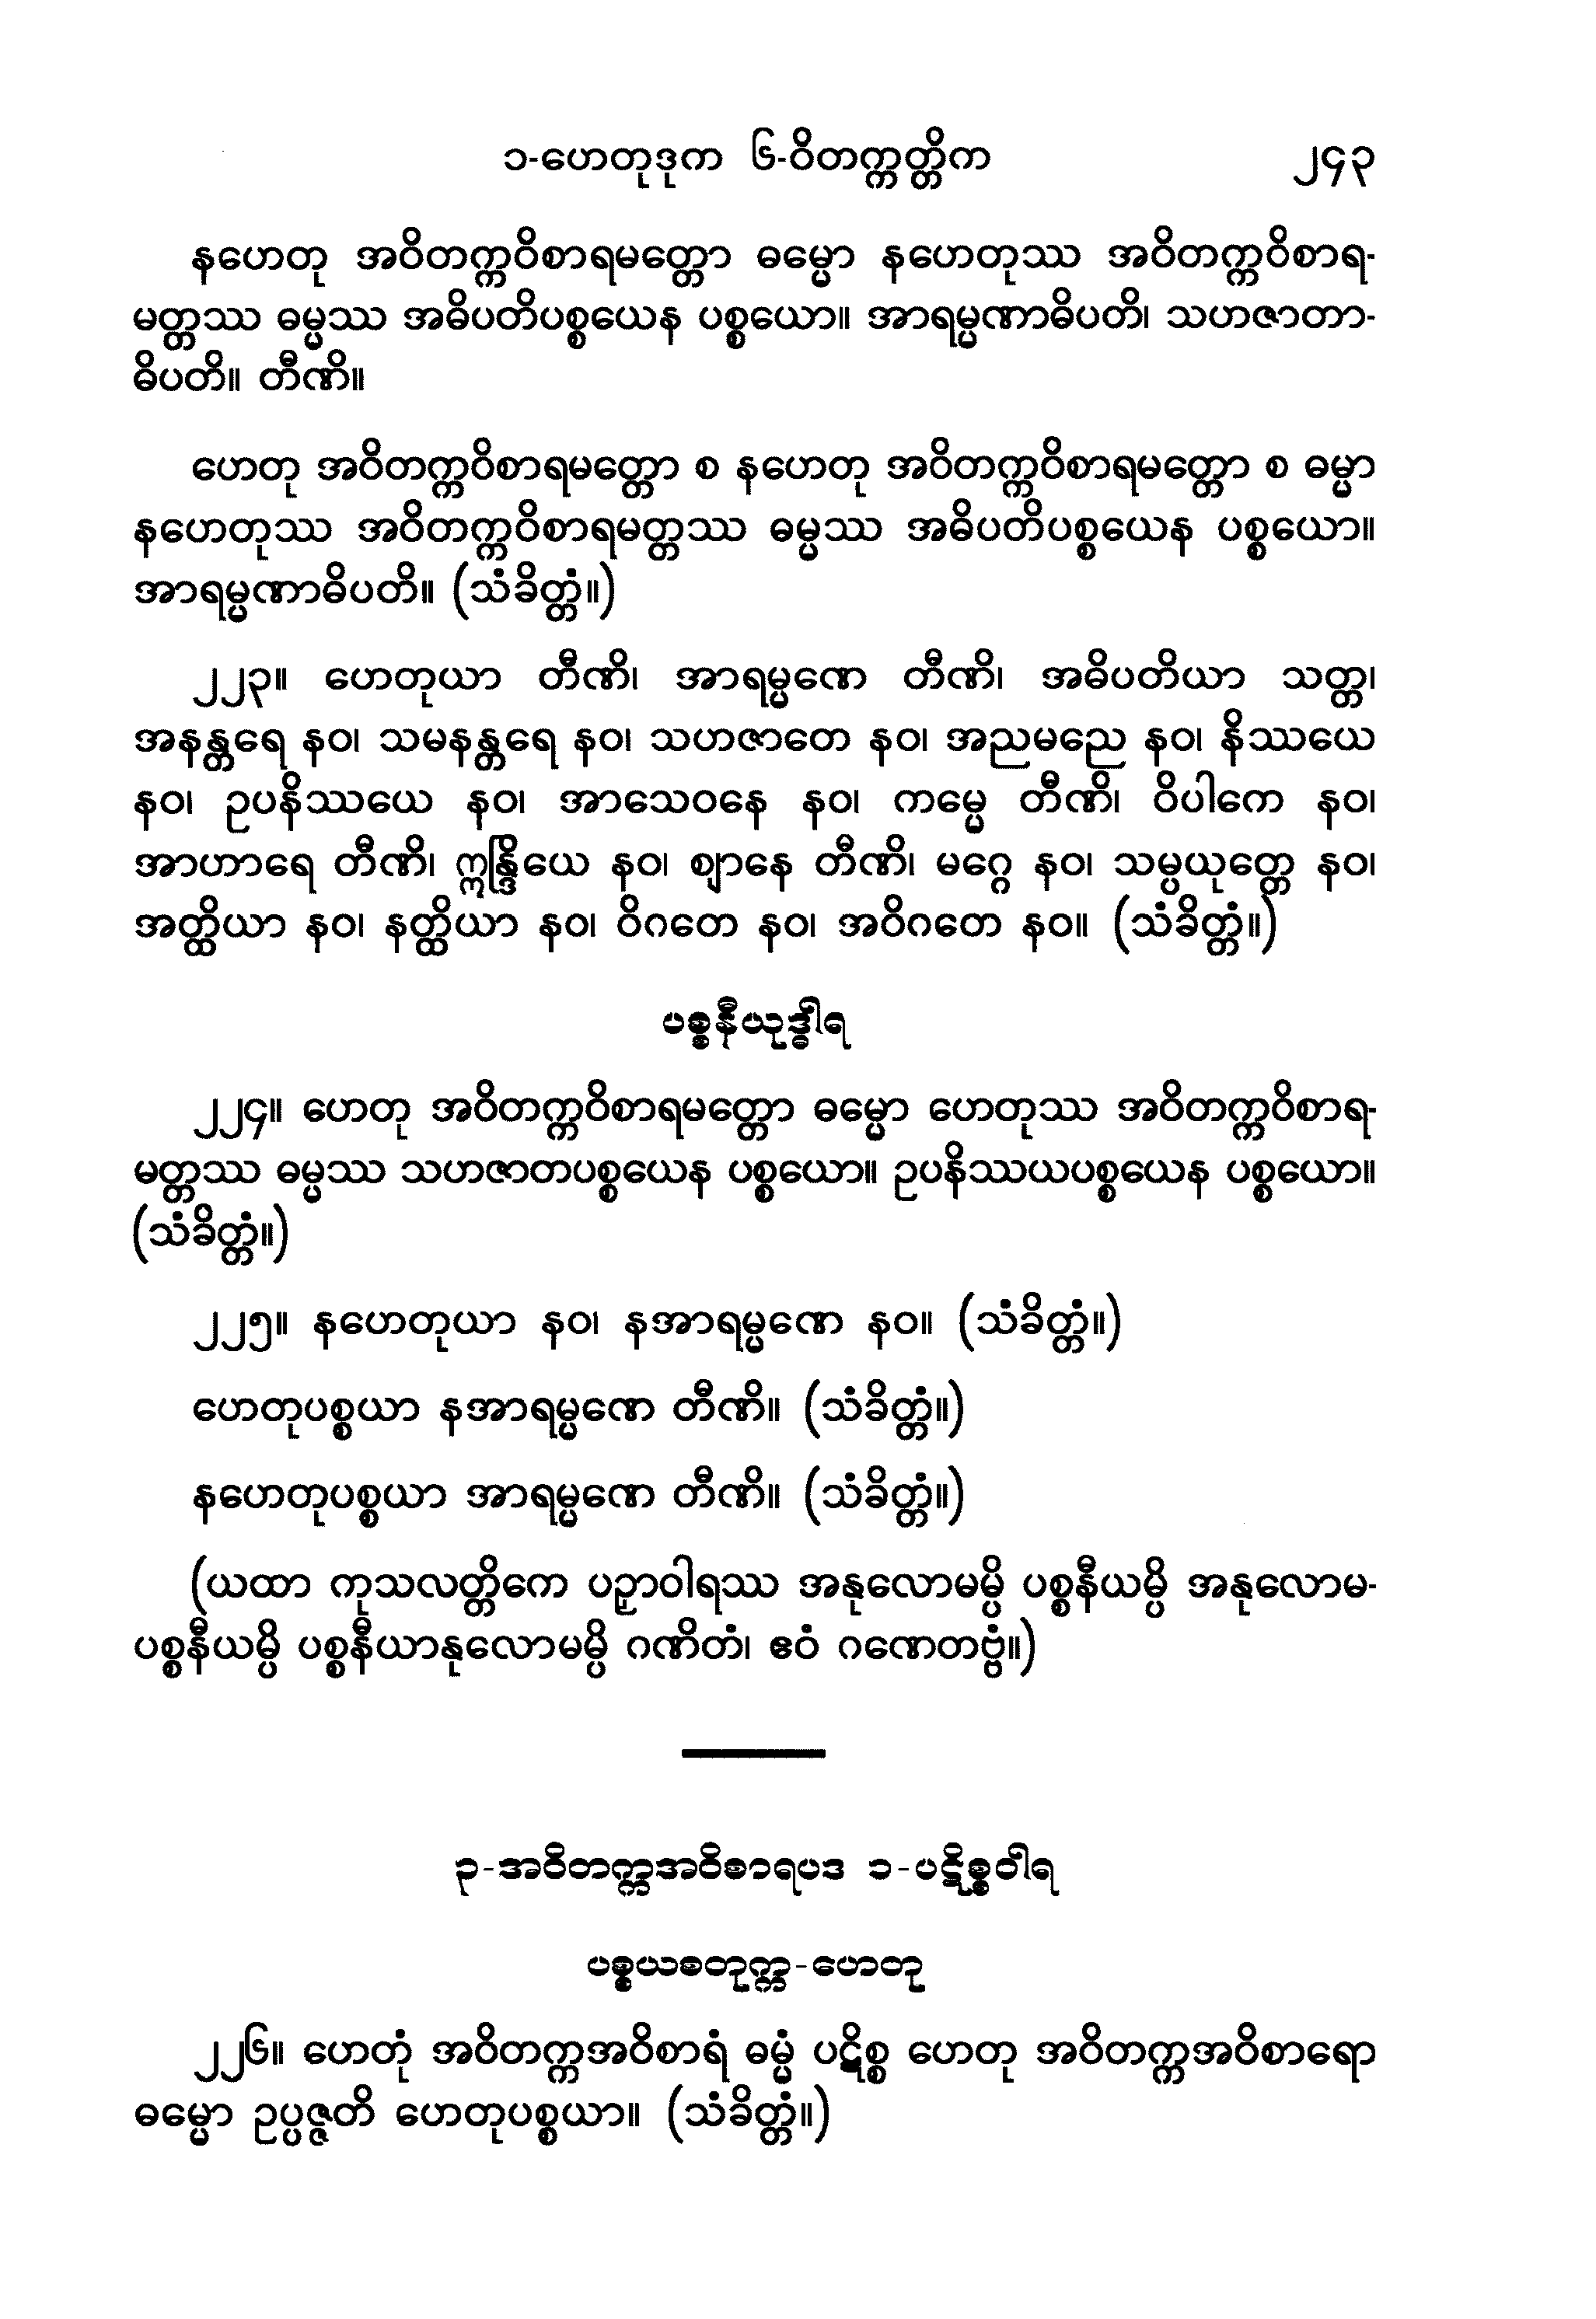 ၁-ဟေတုဒုက ၆-ဝိတက္ကတ္တိက ၂၄၃
နဟေတု အဝိတက္ကဝိစာရမတ္တော ဓမ္မော နဟေတုဿ အဝိတက္ကဝိစာရ-
မတ္တဿ ဓမ္မဿ အဓိပတိပစ္စယေန ပစ္စယော။ အာရမ္မဏာဓိပတိ၊ သဟဇာတာ-
ဓိပတိ။ တီဏိ။
ဟေတု အဝိတက္ကဝိစာရမတ္တော စ နဟေတု အဝိတက္ကဝိစာရမတ္တော စ ဓမ္မာ
နဟေတုဿ အဝိတက္ကဝိစာရမတ္တဿ ဓမ္မဿ အဓိပတိပစ္စယေန ပစ္စယော။
အာရမ္မဏာဓိပတိ။ (သံခိတ္တံ။)
၂၂၃။ ဟေတုယာ တီဏိ၊ အာရမ္မဏေ တီဏိ၊ အဓိပတိယာ သတ္တ၊
အနန္တရေ နဝ၊ သမနန္တရေ နဝ၊ သဟဇာတေ နဝ၊ အညမညေ နဝ၊ နိဿယေ
နဝ၊ ဥပနိဿယေ နဝ၊ အာသေဝနေ နဝ၊ ကမ္မေ တီဏိ၊ ဝိပါကေ နဝ၊
အာဟာရေ တီဏိ၊ ဣန္ဒြိယေ နဝ၊ ဈာနေ တီဏိ၊ မဂ္ဂေ နဝ၊ သမ္ပယုတ္တေ နဝ၊
အတ္ထိယာ နဝ၊ နတ္ထိယာ နဝ၊ ဝိဂတေ နဝ၊ အဝိဂတေ နဝ။ (သံခိတ္တံ။)
ပစ္စနီယုဒ္ဓါရ
၂၂၄။ ဟေတု အဝိတက္ကဝိစာရမတ္တော ဓမ္မော ဟေတုဿ အဝိတက္ကဝိစာရ-
မတ္တဿ ဓမ္မဿ သဟဇာတပစ္စယေန ပစ္စယော။ ဥပနိဿယပစ္စယေန ပစ္စယော။
(သံခိတ္တံ။)
၂၂၅။ နဟေတုယာ နဝ၊ နအာရမ္မဏေ နဝ။ (သံခိတ္တံ။)
ဟေတုပစ္စယာ နအာရမ္မဏေ တီဏိ။ (သံခိတ္တံ။)
နဟေတုပစ္စယာ အာရမ္မဏေ တီဏိ။ (သံခိတ္တံ။)
(ယထာ ကုသလတ္တိကေ ပဉှာဝါရဿ အနုလောမမ္ပိ ပစ္စနီယမ္ပိ အနုလောမ-
ပစ္စနီယမ္ပိ ပစ္စနီယာနုလောမမ္ပိ ဂဏိတံ၊ ဧဝံ ဂဏေတဗ္ဗံ။)
၃-အဝိတက္ကအဝိစာရပဒ ၁-ပဋိစ္စဝါရ
ပစ္စယစတုက္က-ဟေတု
၂၂၆။ ဟေတုံ အဝိတက္ကအဝိစာရံ ဓမ္မံ ပဋိစ္စ ဟေတု အဝိတက္ကအဝိစာရော
ဓမ္မော ဥပ္ပဇ္ဇတိ ဟေတုပစ္စယာ။ (သံခိတ္တံ။)